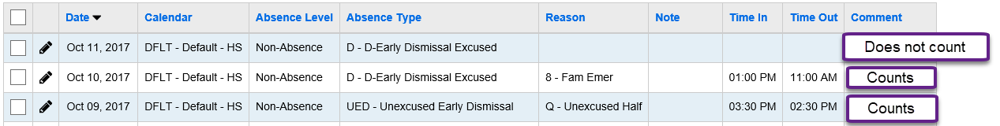 Date Calendar Absence Level Absence Type Reason Note Time In Time Out Comment
Oct 11, 2017 DFLT - Default - HS Non-Absence D - D-Early Dismissal Excused Does not count
Oct 10, 2017 DFLT - Default - HS Non-Absence D - D-Early Dismissal Excused 8 - Fam Emer 01:00 PM 11:00 AM Counts
Oct 09, 2017 DFLT - Default - HS Non-Absence UED - Unexcused Early Dismissal Q - Unexcused Half 03:30 PM 02:30 PM Counts